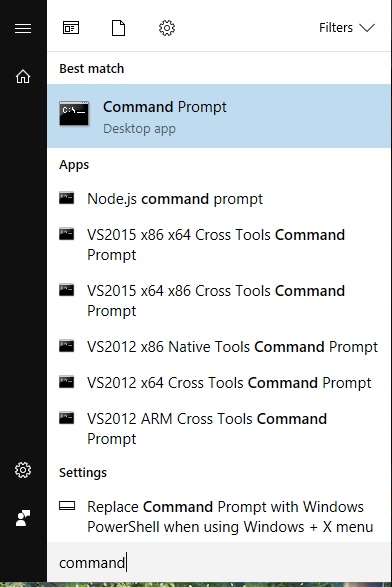 Filters
Best match
Command Prompt
Desktop app
Apps
Node.js command prompt
VS2015 x86 x64 Cross Tools Command
Prompt
VS2015 x64 x86 Cross Tools Command
Prompt
VS2012 x86 Native Tools Command Prompt
VS2012 x64 Cross Tools Command Prompt
VS2012 ARM Cross Tools Command
Prompt
Settings
Replace Command Prompt with Windows
PowerShell when using Windows + X menu
command